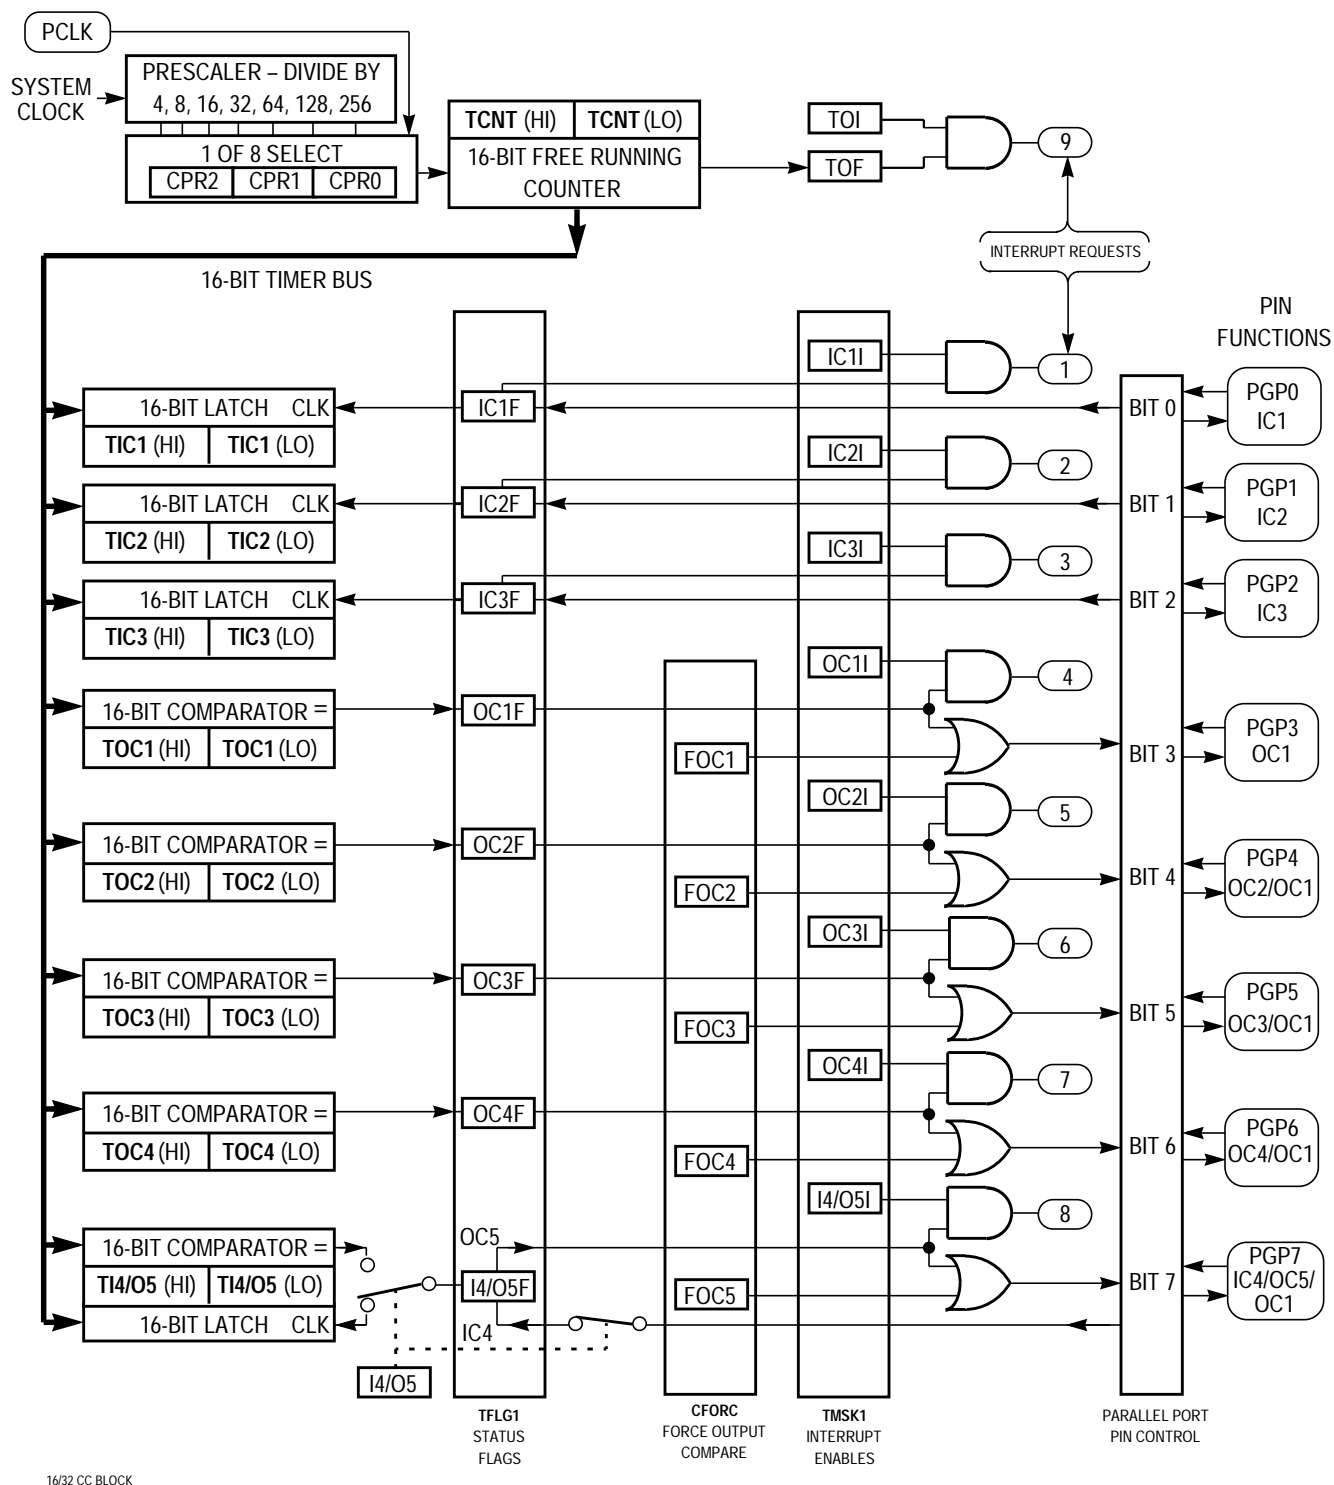 PCLK
SYSTEM
CLOCK
PRESCALER – DIVIDE BY
4, 8, 16, 32, 64, 128, 256
1 OF 8 SELECT
CPR2 CPR1 CPR0
TCNT (HI) TCNT (LO)
16-BIT FREE RUNNING
COUNTER
TOI
TOF
9
INTERRUPT REQUESTS
16-BIT TIMER BUS
PIN
FUNCTIONS
IC1I
1
16-BIT LATCH CLK
TIC1 (HI) TIC1 (LO)
IC1F
BIT 0
PGP0
IC1
IC2I
2
16-BIT LATCH CLK
TIC2 (HI) TIC2 (LO)
IC2F
BIT 1
PGP1
IC2
IC3I
3
16-BIT LATCH CLK
TIC3 (HI) TIC3 (LO)
IC3F
BIT 2
PGP2
IC3
OC1I
4
16-BIT COMPARATOR =
TOC1 (HI) TOC1 (LO)
OC1F
FOC1
BIT 3
PGP3
OC1
OC2I
5
16-BIT COMPARATOR =
TOC2 (HI) TOC2 (LO)
OC2F
FOC2
BIT 4
PGP4
OC2/OC1
OC3I
6
16-BIT COMPARATOR =
TOC3 (HI) TOC3 (LO)
OC3F
FOC3
BIT 5
PGP5
OC3/OC1
OC4I
7
16-BIT COMPARATOR =
TOC4 (HI) TOC4 (LO)
OC4F
FOC4
BIT 6
PGP6
OC4/OC1
I4/O5I
8
16-BIT COMPARATOR =
TI4/O5 (HI) TI4/O5 (LO)
16-BIT LATCH CLK
OC5
I4/O5F
IC4
FOC5
BIT 7
PGP7
IC4/OC5/
OC1
I4/O5
TFLG1
STATUS
FLAGS
CFORC
FORCE OUTPUT
COMPARE
TMSK1
INTERRUPT
ENABLES
PARALLEL PORT
PIN CONTROL
16/32 CC BLOCK